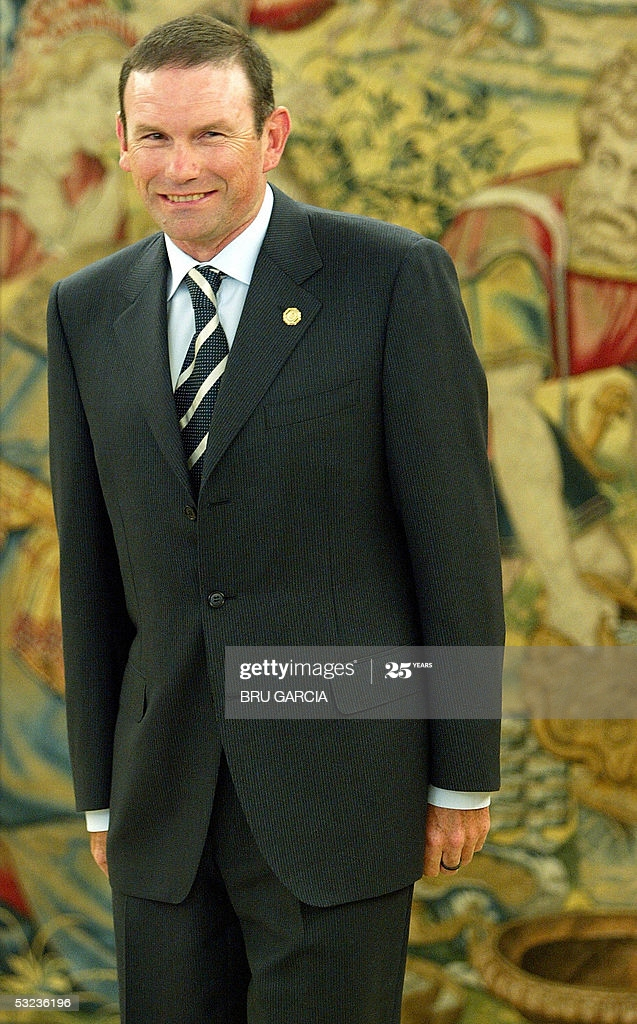 gettyimages® | 25 YEARS
BRU GARCIA
53236196